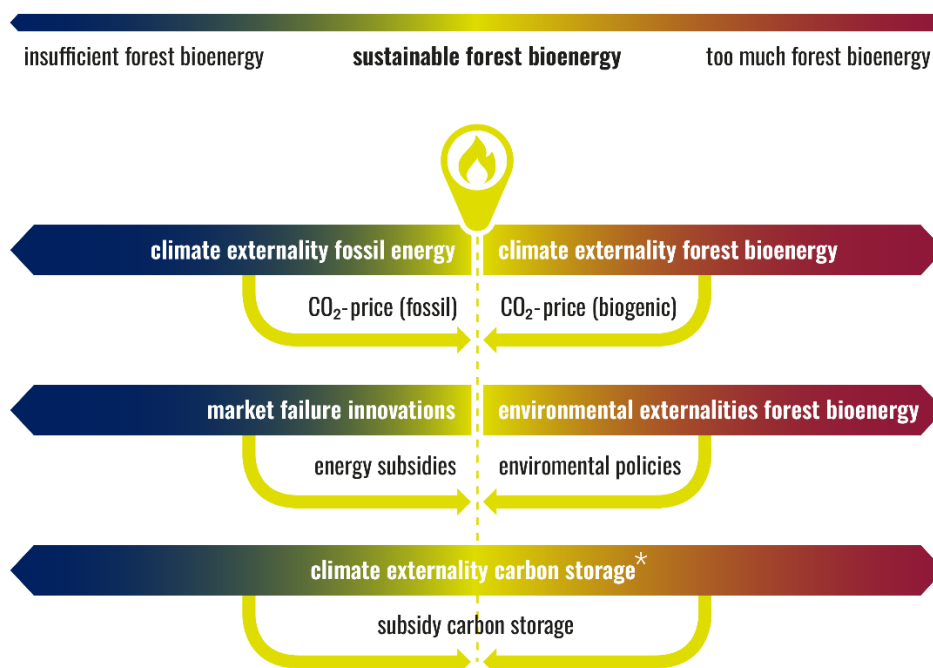 insufficient forest bioenergy
sustainable forest bioenergy
too much forest bioenergy
climate externality fossil energy
climate externality forest bioenergy
CO₂-price (fossil)
CO₂-price (biogenic)
market failure innovations
environmental externalities forest bioenergy
energy subsidies
enviromental policies
climate externality carbon storage*
subsidy carbon storage